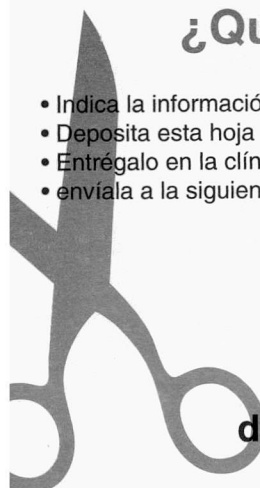 ¿Qu
• Indica la informació
• Deposita esta hoja
• Entrégalo en la clín
• envíala a la siguien
d